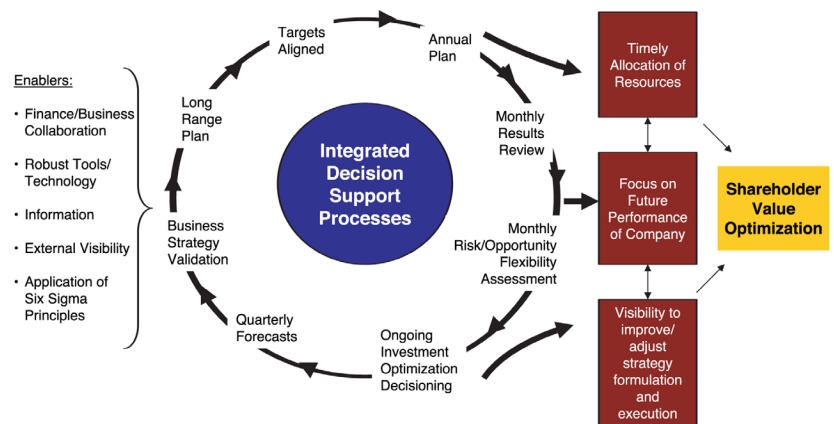 Enablers:
• Finance/Business
Collaboration
• Robust Tools/
Technology
• Information
• External Visibility
• Application of
Six Sigma
Principles
Targets
Aligned
Annual
Plan
Long
Range
Plan
Monthly
Results
Review
Integrated
Decision
Support
Processes
Business
Strategy
Validation
Monthly
Risk/Opportunity
Flexibility
Assessment
Quarterly
Forecasts
Ongoing
Investment
Optimization
Decisioning
Timely
Allocation of
Resources
Focus on
Future
Performance
of Company
Visibility to
improve/
adjust
strategy
formulation
and
execution
Shareholder
Value
Optimization